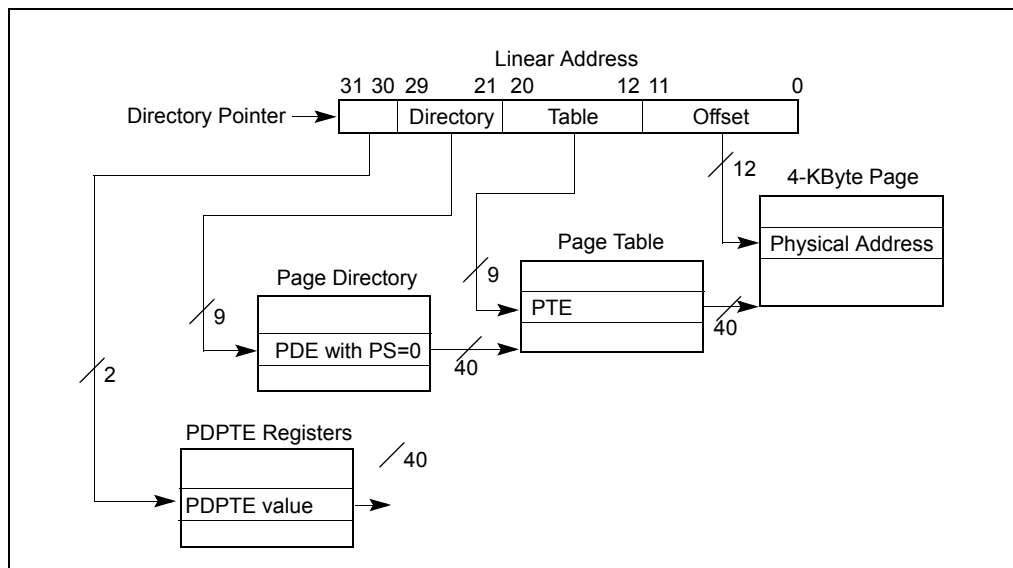 Linear Address
31 30 29 21 20 12 11 0
Directory Pointer Directory Table Offset
12
4-KByte Page
Physical Address
Page Table
9
PTE
40
Page Directory
9
PDE with PS=0
40
2
PDPTE Registers
40
PDPTE value